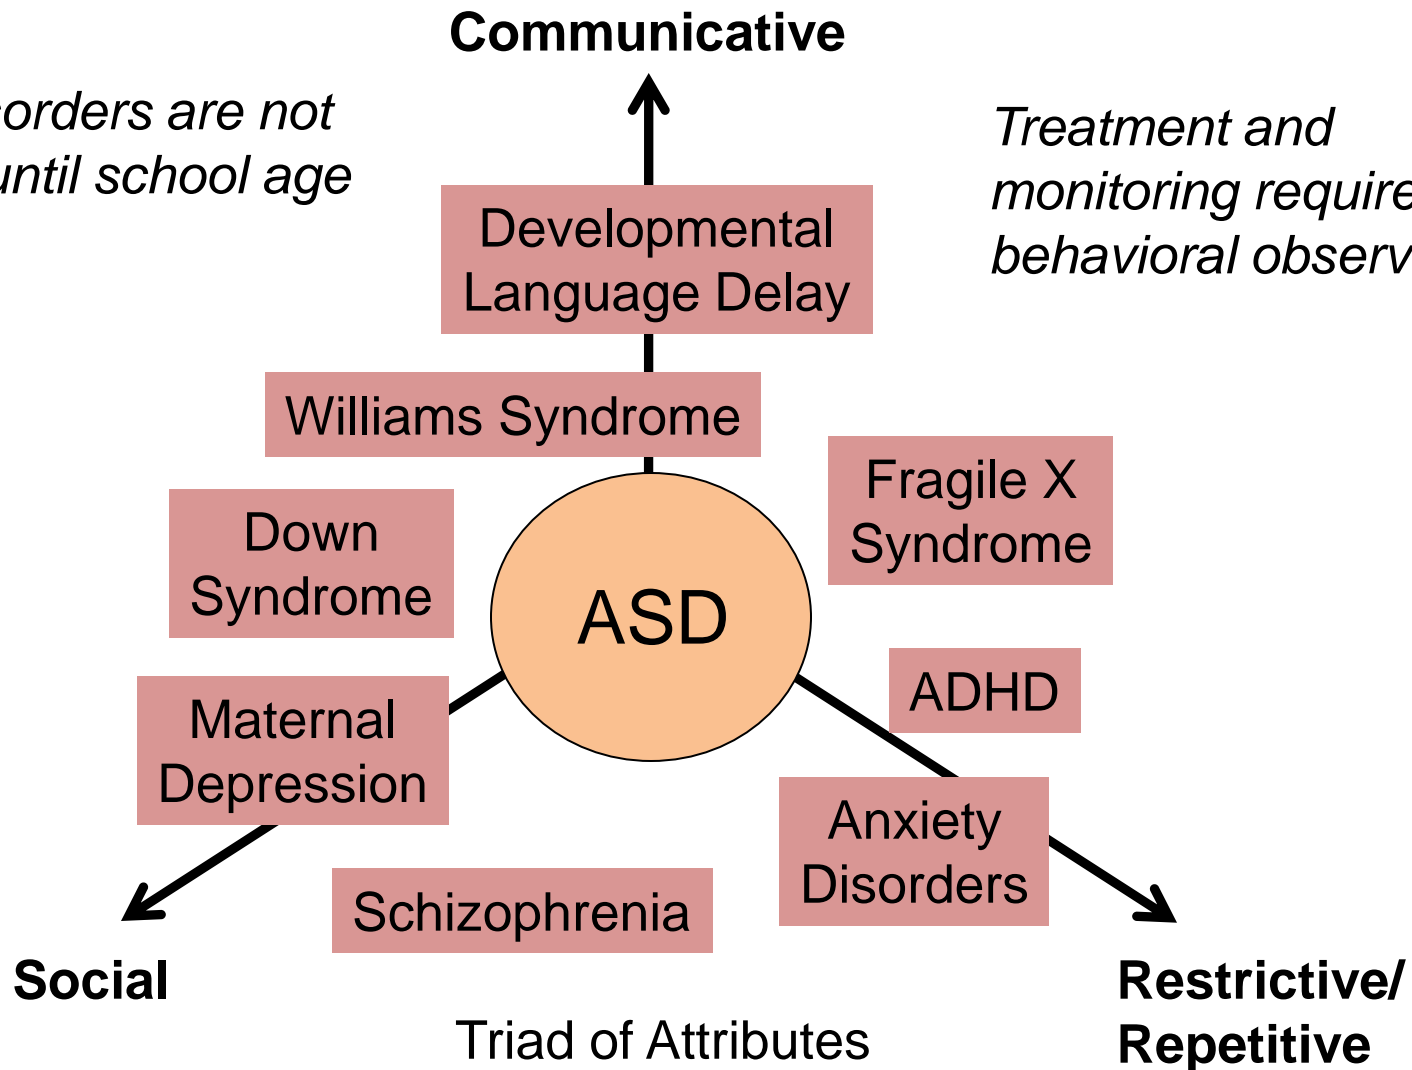 Communicative
orders are not
until school age
Treatment and
monitoring require
behavioral observ
Developmental
Language Delay
Williams Syndrome
Fragile X
Syndrome
Down
Syndrome
ASD
ADHD
Maternal
Depression
Anxiety
Disorders
Schizophrenia
Social
Restrictive/
Repetitive
Triad of Attributes